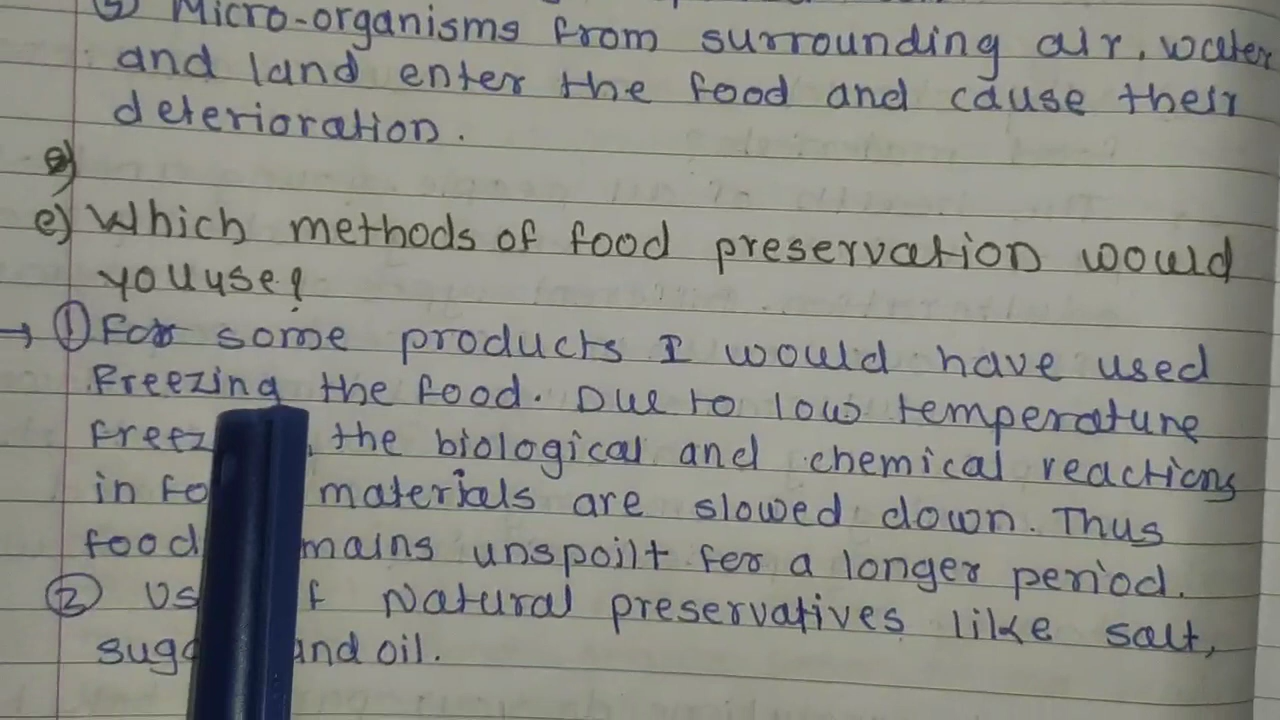 5) Micro-organisms from surrounding air, water
and land enter the food and cause their
deterioration.
e)
e) Which methods of food preservation would
you use?
→ ① For some products I would have used
Freezing the food. Due to low temperature
the biological and chemical reactions
in materials are slowed down. Thus
food unspoilt for a longer period.
② Natural preservatives like salt,
and oil.